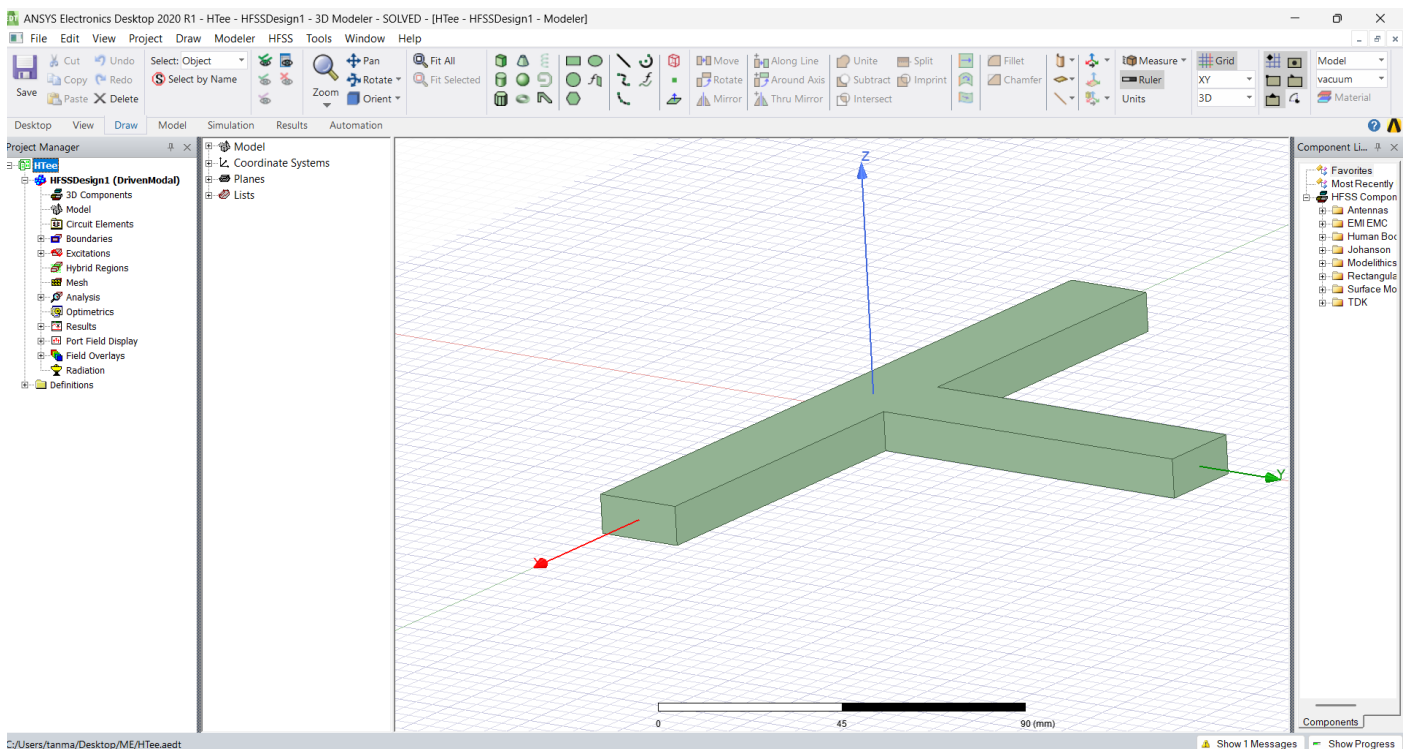 ANSYS Electronics Desktop 2020 R1 - HTee - HFSSDesign1 - 3D Modeler - SOLVED - [HTee - HFSSDesign1 - Modeler]
File Edit View Project Draw Modeler HFSS Tools Window Help
Save
Cut Undo
Copy Redo
Paste Delete
Select: Object
Select by Name
Zoom
Pan
Rotate
Orient
Fit All
Fit Selected
Move Along Line
Rotate Around Axis
Mirror Thru Mirror
Unite Split
Subtract Imprint
Intersect
Fillet
Chamfer
Measure
Ruler
Units
Grid
XY
3D
Model
vacuum
Material
Desktop View Draw Model Simulation Results Automation
Project Manager
HTee
HFSSDesign1 (DrivenModal)
3D Components
Model
Circuit Elements
Boundaries
Excitations
Hybrid Regions
Mesh
Analysis
Optimetrics
Results
Port Field Display
Field Overlays
Radiation
Definitions
Model
Coordinate Systems
Planes
Lists
Z
X
Y
0 45 90 (mm)
Component Li...
Favorites
Most Recently
HFSS Compon
Antennas
EMI EMC
Human Boc
Johanson
Modelithics
Rectangula
Surface Mo
TDK
Components
C:/Users/tanma/Desktop/ME/HTee.aedt
Show 1 Messages Show Progress